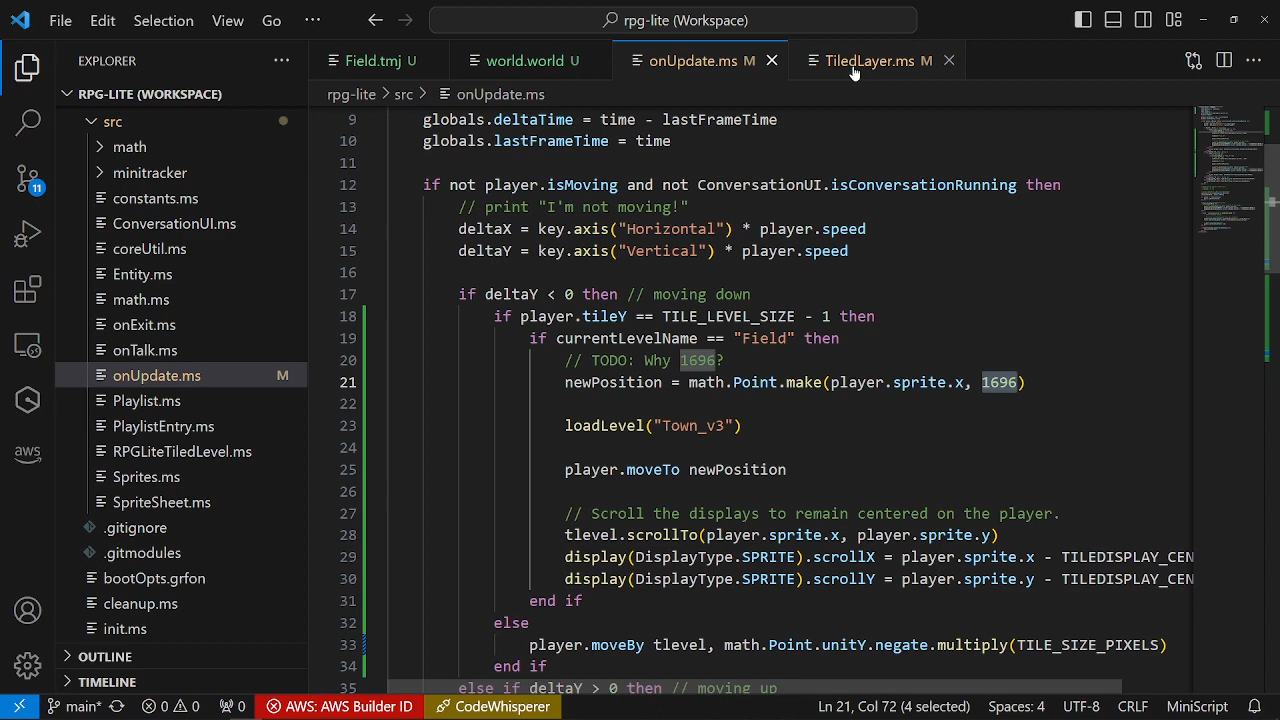 File Edit Selection View Go ··· rpg-lite (Workspace)
EXPLORER ···
RPG-LITE (WORKSPACE)
src
math
minitracker
constants.ms
ConversationUI.ms
coreUtil.ms
Entity.ms
math.ms
onExit.ms
onTalk.ms
onUpdate.ms M
Playlist.ms
PlaylistEntry.ms
RPGLiteTiledLevel.ms
Sprites.ms
SpriteSheet.ms
.gitignore
.gitmodules
bootOpts.grfon
cleanup.ms
init.ms
OUTLINE
TIMELINE
11
aws
Field.tmj U world.world U onUpdate.ms M TiledLayer.ms M ···
rpg-lite > src > onUpdate.ms
9 globals.deltaTime = time - lastFrameTime
10 globals.lastFrameTime = time
11
12 if not player.isMoving and not ConversationUI.isConversationRunning then
13 // print "I'm not moving!"
14 deltaX = key.axis("Horizontal") * player.speed
15 deltaY = key.axis("Vertical") * player.speed
16
17 if deltaY < 0 then // moving down
18 if player.tileY == TILE_LEVEL_SIZE - 1 then
19 if currentLevelName == "Field" then
20 // TODO: Why 1696?
21 newPosition = math.Point.make(player.sprite.x, 1696)
22
23 loadLevel("Town_v3")
24
25 player.moveTo newPosition
26
27 // Scroll the displays to remain centered on the player.
28 tlevel.scrollTo(player.sprite.x, player.sprite.y)
29 display(DisplayType.SPRITE).scrollX = player.sprite.x - TILEDISPLAY_CEN
30 display(DisplayType.SPRITE).scrollY = player.sprite.y - TILEDISPLAY_CEN
31 end if
32 else
33 player.moveBy tlevel, math.Point.unitY.negate.multiply(TILE_SIZE_PIXELS)
34 end if
35 else if deltaY > 0 then // moving up
main* 0 0 0 AWS: AWS Builder ID CodeWhisperer Ln 21, Col 72 (4 selected) Spaces: 4 UTF-8 CRLF MiniScript